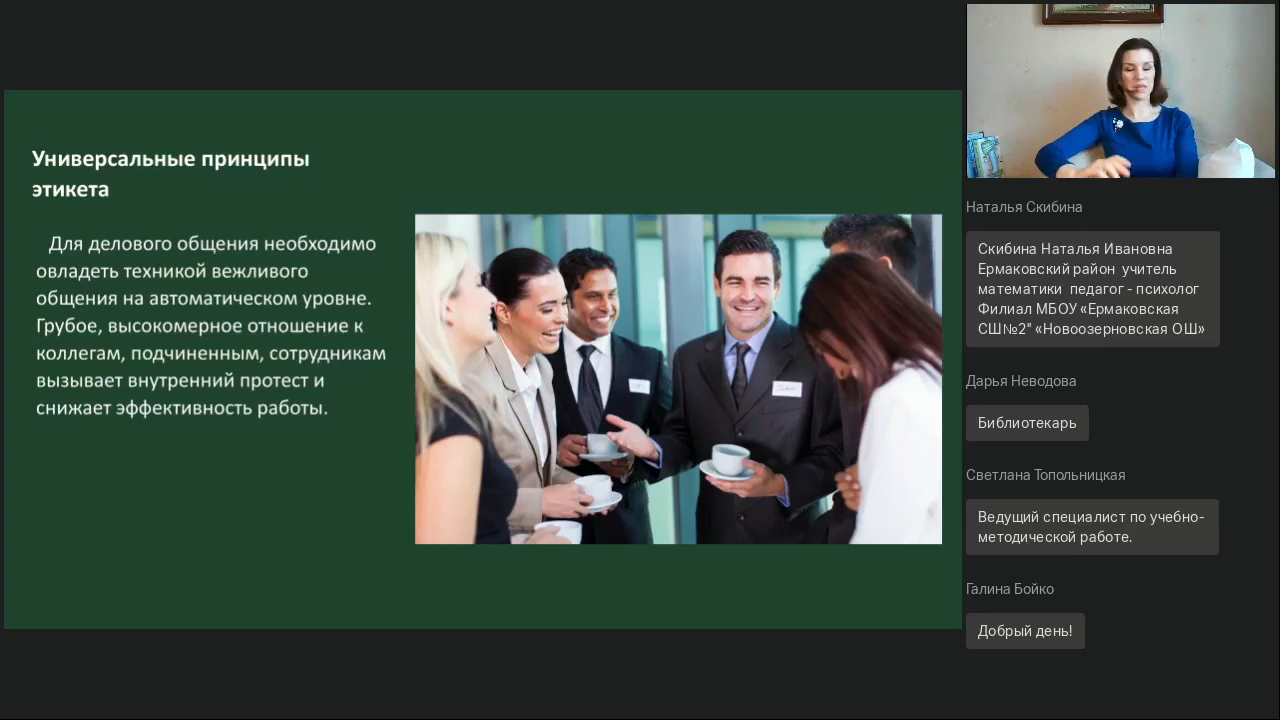 Универсальные принципы
этикета
Для делового общения необходимо
овладеть техникой вежливого
общения на автоматическом уровне.
Грубое, высокомерное отношение к
коллегам, подчиненным, сотрудникам
вызывает внутренний протест и
снижает эффективность работы.
Наталья Скибина
Скибина Наталья Ивановна
Ермаковский район  учитель
математики  педагог - психолог
Филиал МБОУ «Ермаковская
СШ№2" «Новоозерновская ОШ»
Дарья Неводова
Библиотекарь
Светлана Топольницкая
Ведущий специалист по учебно-
методической работе.
Галина Бойко
Добрый день!